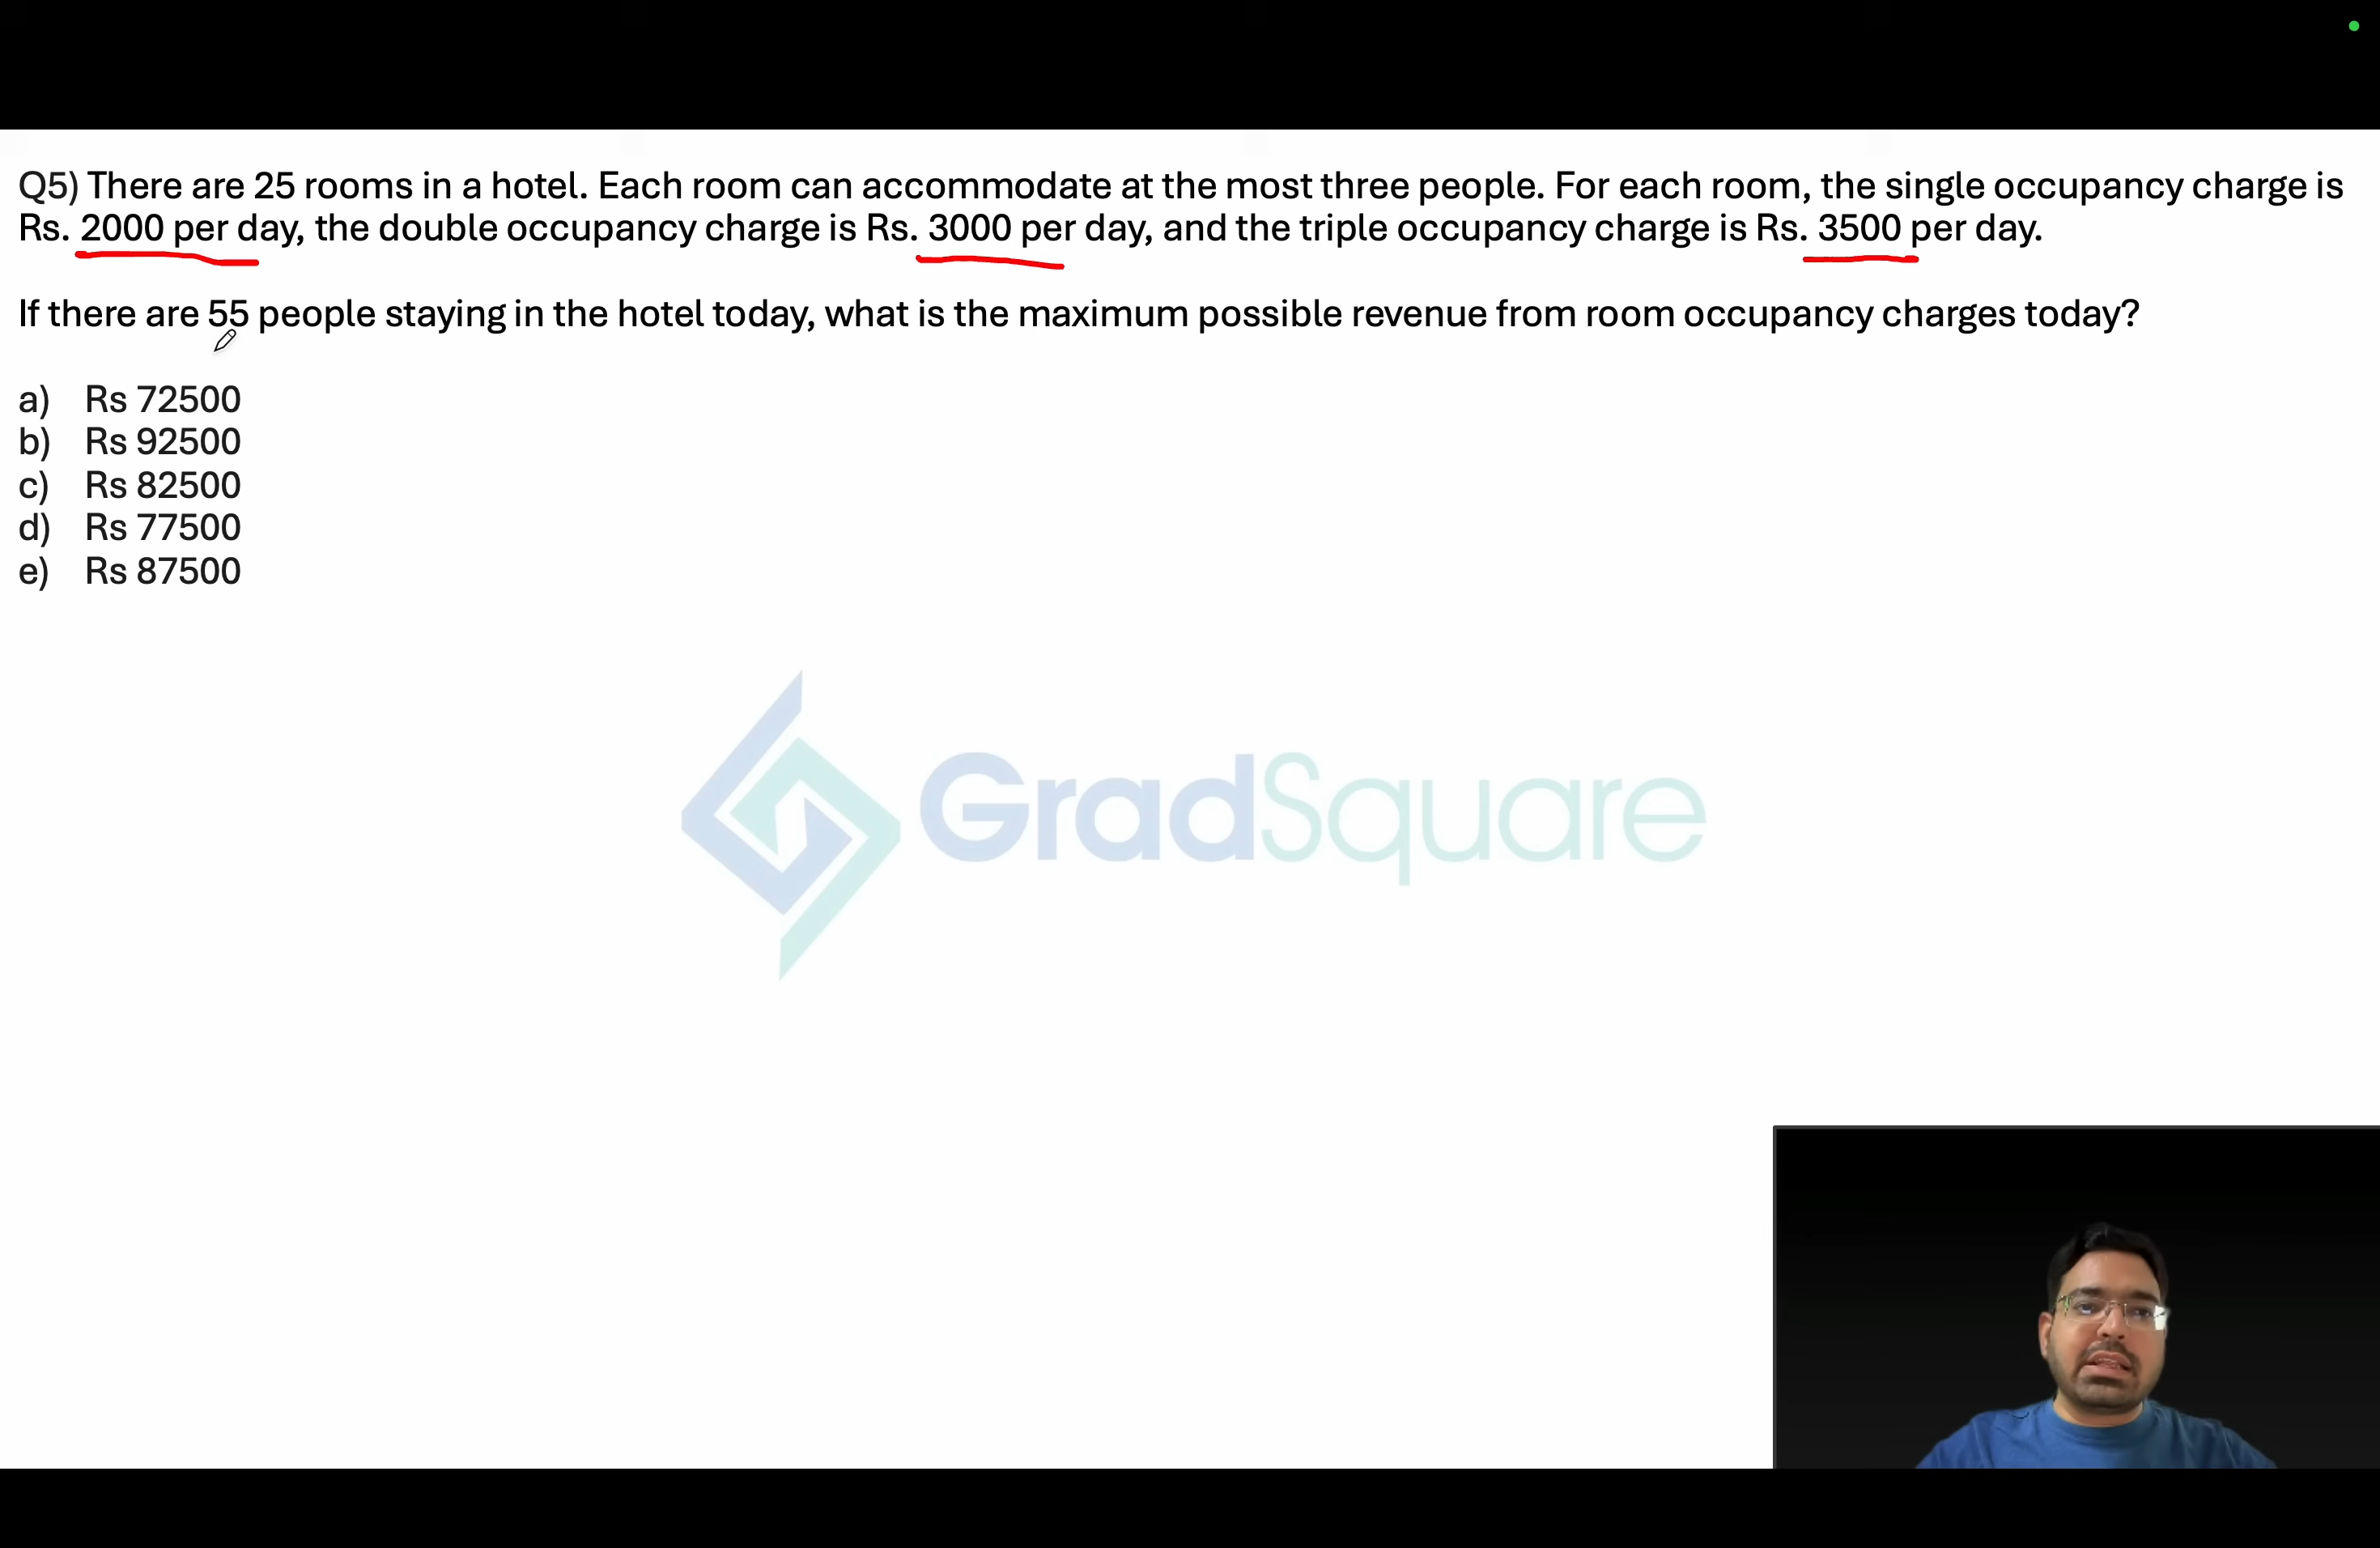 Q5) There are 25 rooms in a hotel. Each room can accommodate at the most three people. For each room, the single occupancy charge is
Rs. 2000 per day, the double occupancy charge is Rs. 3000 per day, and the triple occupancy charge is Rs. 3500 per day.
If there are 55 people staying in the hotel today, what is the maximum possible revenue from room occupancy charges today?
a) Rs 72500
b) Rs 92500
c) Rs 82500
d) Rs 77500
e) Rs 87500
GradSquare